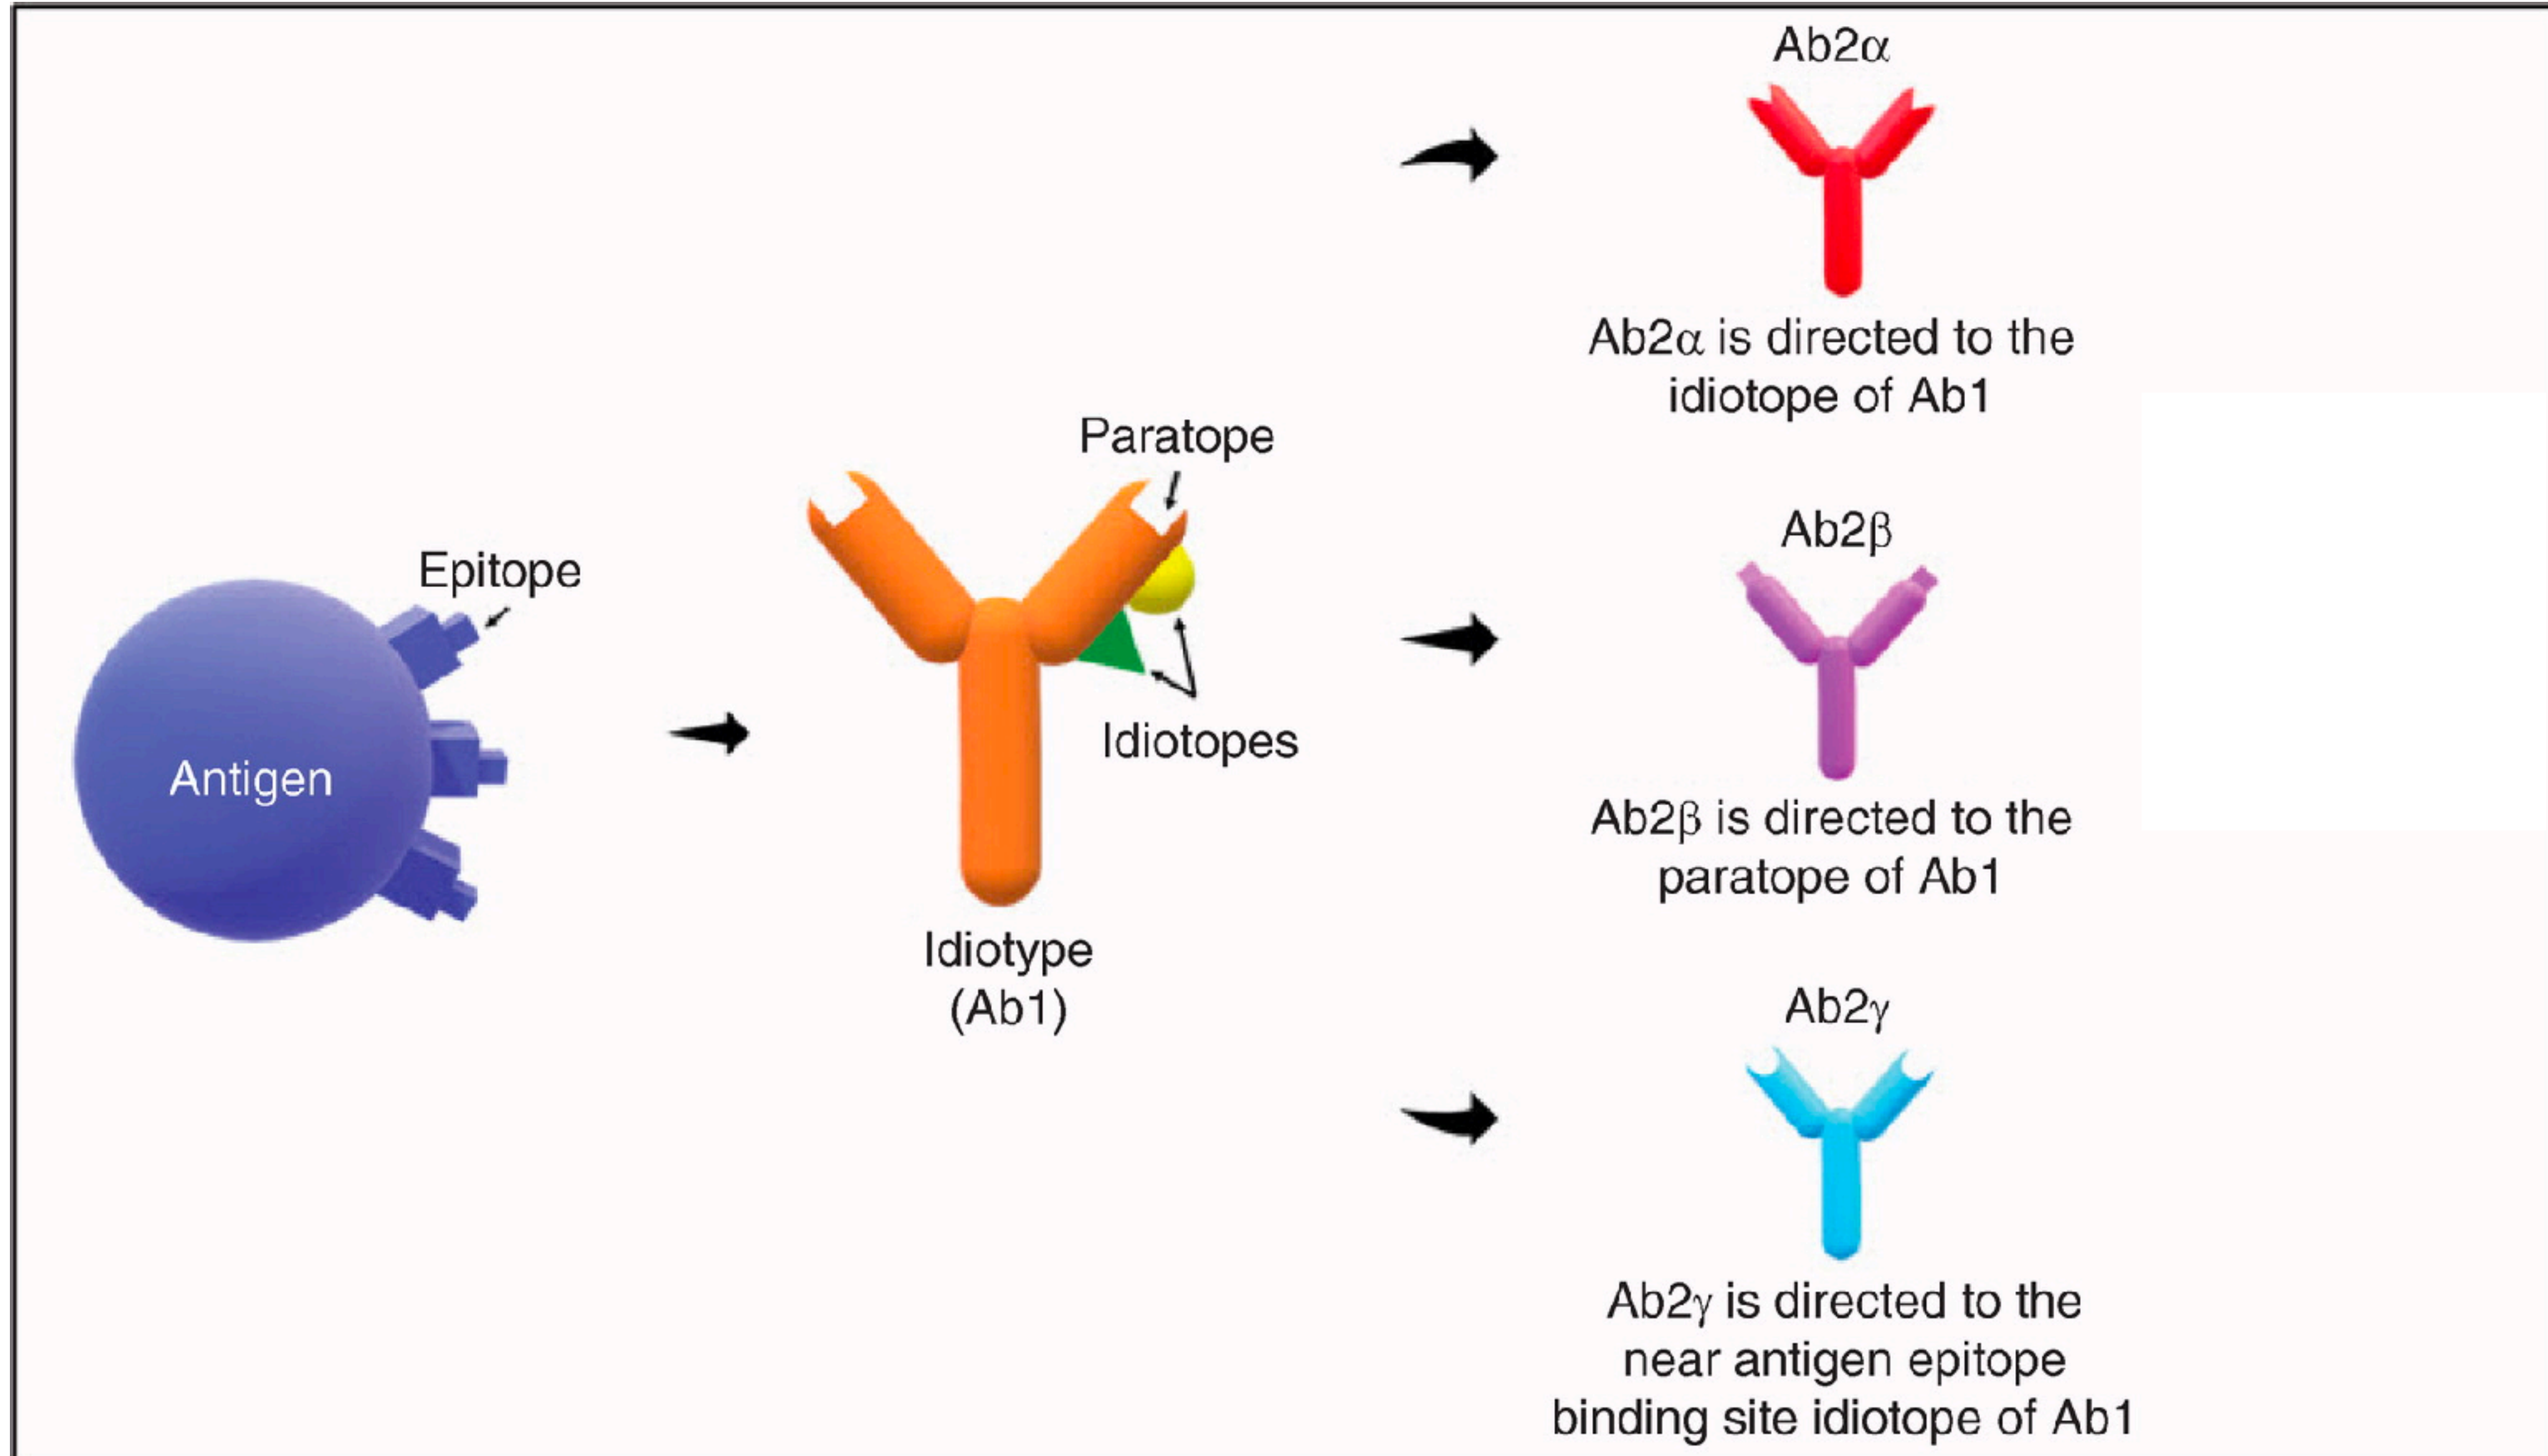 Antigen
Epitope
Paratope
Idiotopes
Idiotype
(Ab1)
Ab2α
Ab2α is directed to the
idiotope of Ab1
Ab2β
Ab2β is directed to the
paratope of Ab1
Ab2γ
Ab2γ is directed to the
near antigen epitope
binding site idiotope of Ab1